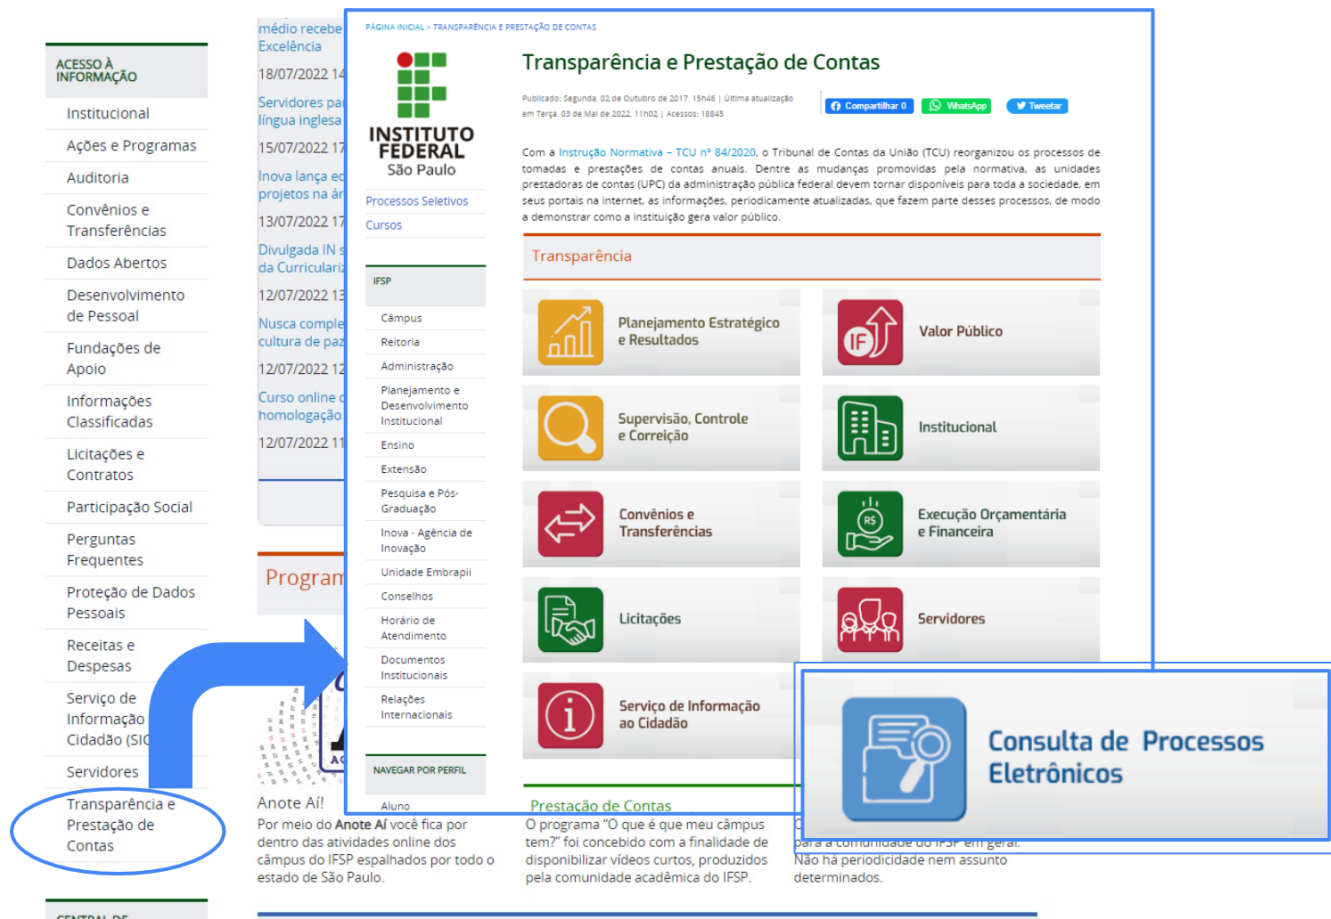 ACESSO À
INFORMAÇÃO
Institucional
Ações e Programas
Auditoria
Convênios e
Transferências
Dados Abertos
Desenvolvimento
de Pessoal
Fundações de
Apoio
Informações
Classificadas
Licitações e
Contratos
Participação Social
Perguntas
Frequentes
Proteção de Dados
Pessoais
Receitas e
Despesas
Serviço de
Informação
Cidadão
Servidores
Transparência e
Prestação de
Contas
médio recebe
Excelência
18/07/2022 14
Servidores
língua inglesa
15/07/2022 17
Inova lança
projetos na
13/07/2022 17
Divulgada IN
da
12/07/2022 13
Nusca
cultura de paz
12/07/2022 12
Curso online
homologação
12/07/2022 11
Anote Aí!
Por meio do Anote Aí você fica por
dentro das atividades online dos
câmpus do IFSP espalhados por todo o
estado de São Paulo.
PÁGINA INICIAL > TRANSPARÊNCIA E PRESTAÇÃO DE CONTAS
INSTITUTO
FEDERAL
São Paulo
Processos Seletivos
Cursos
IFSP
Câmpus
Reitoria
Administração
Planejamento e
Desenvolvimento
Institucional
Ensino
Extensão
Pesquisa e Pós-
Graduação
Inova - Agência de
Inovação
Unidade Embrapii
Conselhos
Horário de
Atendimento
Documentos
Institucionais
Relações
Internacionais
NAVEGAR POR PERFIL
Aluno
Transparência e Prestação de Contas
Publicado: Segunda, 02 de Outubro de 2017, 15h46 | Última atualização
em Terça, 03 de Mai de 2022, 11h02 | Acessos: 18845
Compartilhar 0
WhatsApp
Tweetar
Com a Instrução Normativa – TCU nº 84/2020, o Tribunal de Contas da União (TCU) reorganizou os processos de
tomadas e prestações de contas anuais. Dentre as mudanças promovidas pela normativa, as unidades
prestadoras de contas (UPC) da administração pública federal devem tornar disponíveis para toda a sociedade, em
seus portais na internet, as informações, periodicamente atualizadas, que fazem parte desses processos, de modo
a demonstrar como a instituição gera valor público.
Transparência
Planejamento Estratégico
e Resultados
IF
Valor Público
Supervisão, Controle
e Correição
Institucional
Convênios e
Transferências
R$
Execução Orçamentária
e Financeira
Licitações
Servidores
Serviço de Informação
ao Cidadão
Consulta de Processos
Eletrônicos
Prestação de Contas
O programa "O que é que meu câmpus
tem?" foi concebido com a finalidade de
disponibilizar vídeos curtos, produzidos
pela comunidade acadêmica do IFSP.
para a comunidade do IFSP em geral.
Não há periodicidade nem assunto
determinados.